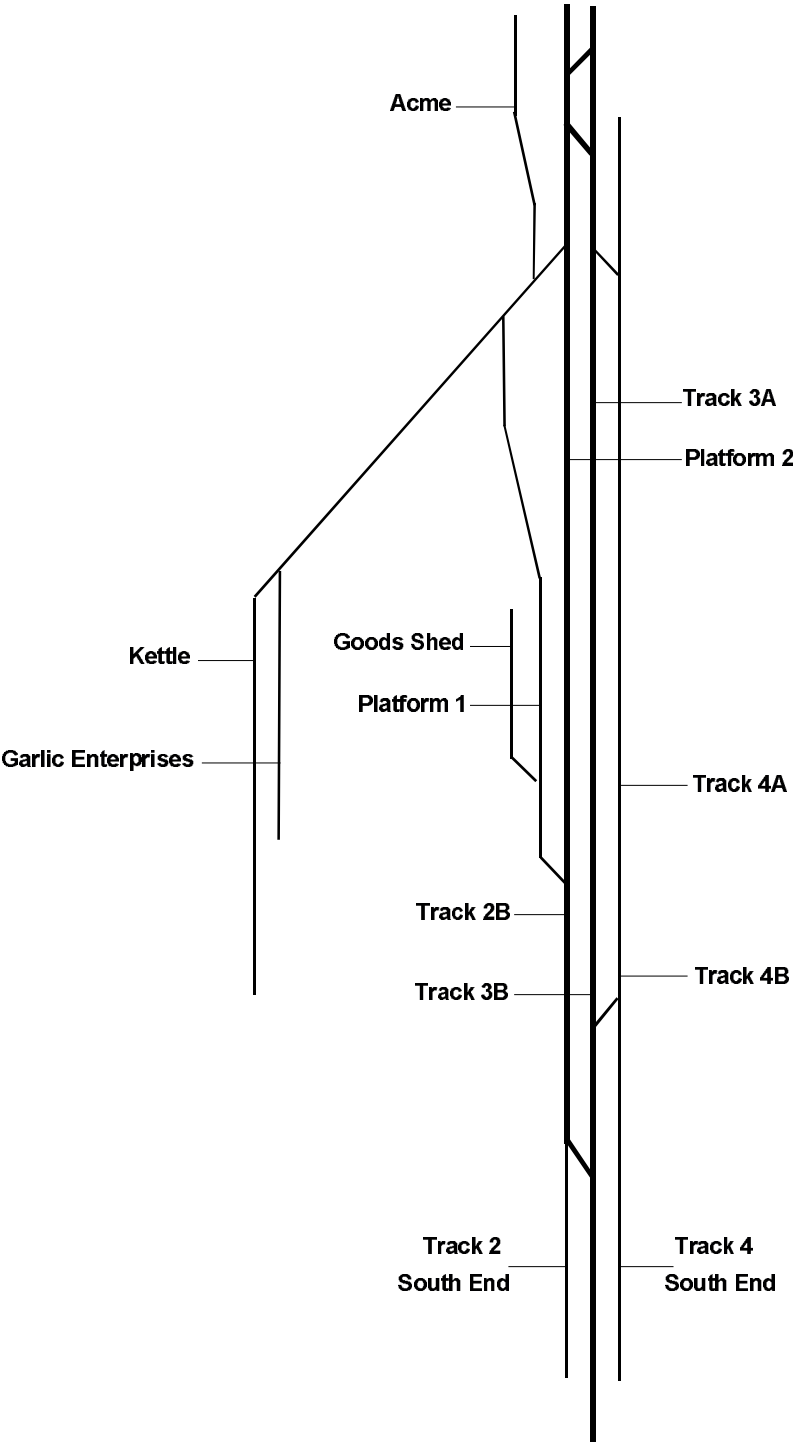 Acme
Track 3A
Platform 2
Goods Shed
Kettle
Platform 1
Garlic Enterprises
Track 4A
Track 2B
Track 4B
Track 3B
Track 2
South End
Track 4
South End